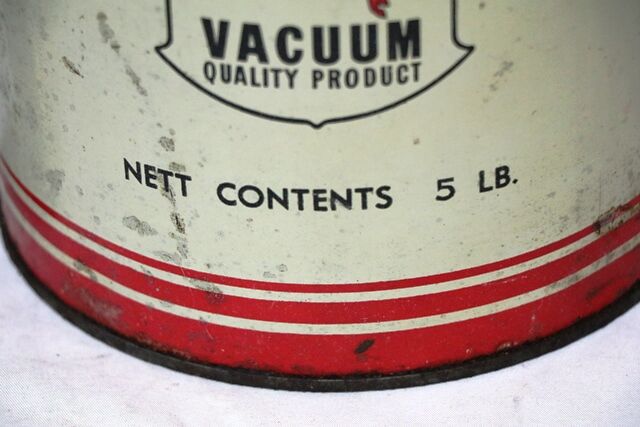 VACUUM
QUALITY PRODUCT
NETT CONTENTS 5 LB.